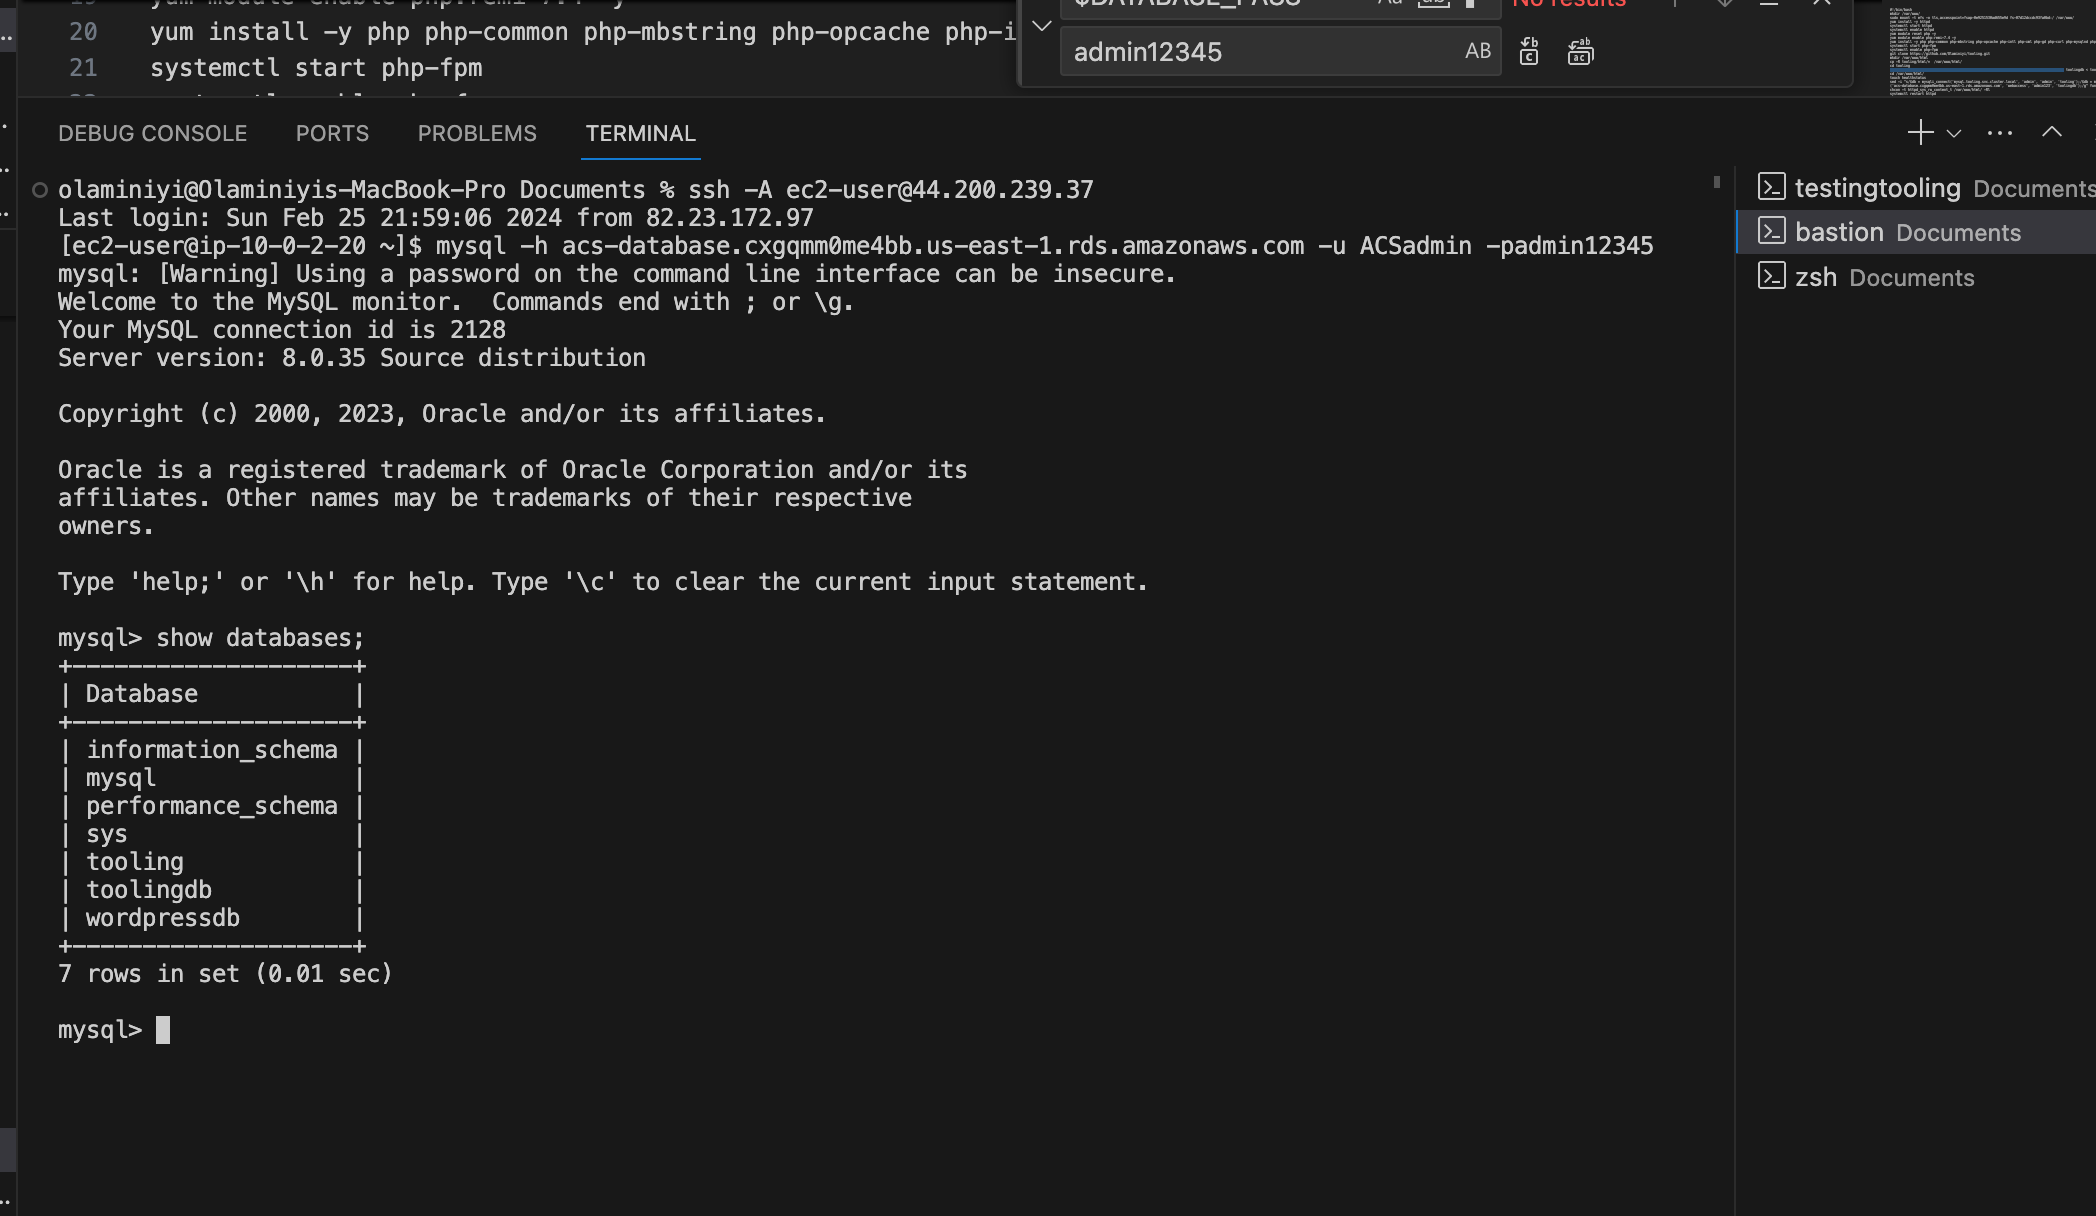 20 yum install -y php php-common php-mbstring php-opcache php-i
21 systemctl start php-fpm
$DATABASE_PASS
No results
admin12345 AB
DEBUG CONSOLE PORTS PROBLEMS TERMINAL
olaminiyi@Olaminiyis-MacBook-Pro Documents % ssh -A ec2-user@44.200.239.37
Last login: Sun Feb 25 21:59:06 2024 from 82.23.172.97
[ec2-user@ip-10-0-2-20 ~]$ mysql -h acs-database.cxgqmm0me4bb.us-east-1.rds.amazonaws.com -u ACSadmin -padmin12345
mysql: [Warning] Using a password on the command line interface can be insecure.
Welcome to the MySQL monitor.  Commands end with ; or \g.
Your MySQL connection id is 2128
Server version: 8.0.35 Source distribution
Copyright (c) 2000, 2023, Oracle and/or its affiliates.
Oracle is a registered trademark of Oracle Corporation and/or its
affiliates. Other names may be trademarks of their respective
owners.
Type 'help;' or '\h' for help. Type '\c' to clear the current input statement.
mysql> show databases;
+--------------------+
| Database           |
+--------------------+
| information_schema |
| mysql              |
| performance_schema |
| sys                |
| tooling            |
| toolingdb          |
| wordpressdb        |
+--------------------+
7 rows in set (0.01 sec)
mysql>
testingtooling Documents
bastion Documents
zsh Documents